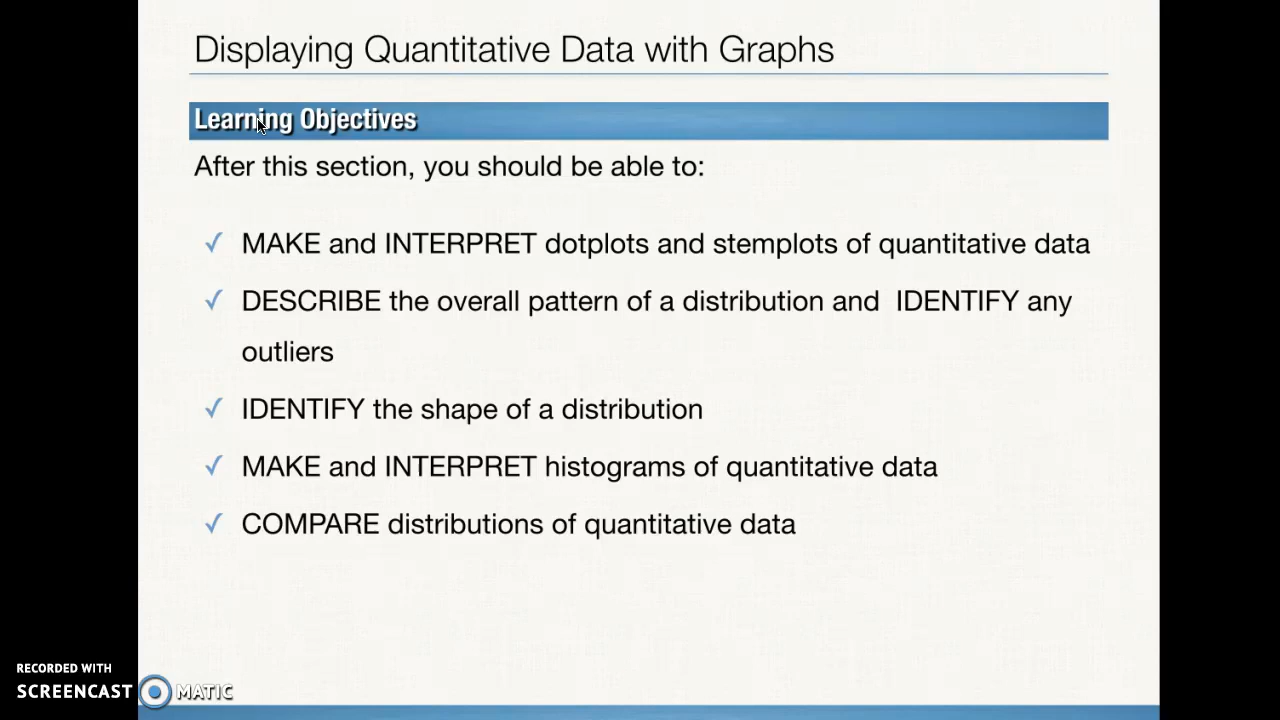 Displaying Quantitative Data with Graphs
Learning Objectives
After this section, you should be able to:
✓ MAKE and INTERPRET dotplots and stemplots of quantitative data
✓ DESCRIBE the overall pattern of a distribution and IDENTIFY any
outliers
✓ IDENTIFY the shape of a distribution
✓ MAKE and INTERPRET histograms of quantitative data
✓ COMPARE distributions of quantitative data
RECORDED WITH
SCREENCAST MATIC